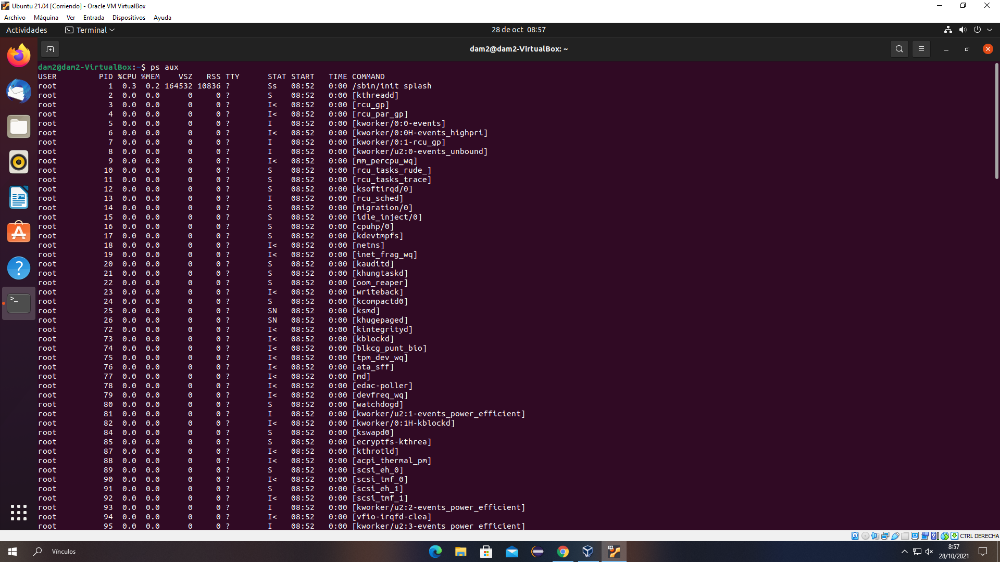 Ubuntu 21.04 [Corriendo] - Oracle VM VirtualBox
Archivo Máquina Ver Entrada Dispositivos Ayuda
Actividades Terminal 28 de oct 08:57
dam2@dam2-VirtualBox: ~
dam2@dam2-VirtualBox:~$ ps aux
USER PID %CPU %MEM VSZ RSS TTY STAT START TIME COMMAND
root 1 0.3 0.2 164532 10836 ? Ss 08:52 0:00 /sbin/init splash
root 2 0.0 0.0 0 0 ? S 08:52 0:00 [kthreadd]
root 3 0.0 0.0 0 0 ? I< 08:52 0:00 [rcu_gp]
root 4 0.0 0.0 0 0 ? I< 08:52 0:00 [rcu_par_gp]
root 5 0.0 0.0 0 0 ? I 08:52 0:00 [kworker/0:0-events]
root 6 0.0 0.0 0 0 ? I< 08:52 0:00 [kworker/0:0H-events_highpri]
root 7 0.0 0.0 0 0 ? I 08:52 0:00 [kworker/0:1-rcu_gp]
root 8 0.0 0.0 0 0 ? I 08:52 0:00 [kworker/u2:0-events_unbound]
root 9 0.0 0.0 0 0 ? I< 08:52 0:00 [mm_percpu_wq]
root 10 0.0 0.0 0 0 ? S 08:52 0:00 [rcu_tasks_rude_]
root 11 0.0 0.0 0 0 ? S 08:52 0:00 [rcu_tasks_trace]
root 12 0.0 0.0 0 0 ? S 08:52 0:00 [ksoftirqd/0]
root 13 0.0 0.0 0 0 ? I 08:52 0:00 [rcu_sched]
root 14 0.0 0.0 0 0 ? S 08:52 0:00 [migration/0]
root 15 0.0 0.0 0 0 ? S 08:52 0:00 [idle_inject/0]
root 16 0.0 0.0 0 0 ? S 08:52 0:00 [cpuhp/0]
root 17 0.0 0.0 0 0 ? S 08:52 0:00 [kdevtmpfs]
root 18 0.0 0.0 0 0 ? I< 08:52 0:00 [netns]
root 19 0.0 0.0 0 0 ? I< 08:52 0:00 [inet_frag_wq]
root 20 0.0 0.0 0 0 ? S 08:52 0:00 [kauditd]
root 21 0.0 0.0 0 0 ? S 08:52 0:00 [khungtaskd]
root 22 0.0 0.0 0 0 ? S 08:52 0:00 [oom_reaper]
root 23 0.0 0.0 0 0 ? I< 08:52 0:00 [writeback]
root 24 0.0 0.0 0 0 ? S 08:52 0:00 [kcompactd0]
root 25 0.0 0.0 0 0 ? SN 08:52 0:00 [ksmd]
root 26 0.0 0.0 0 0 ? SN 08:52 0:00 [khugepaged]
root 72 0.0 0.0 0 0 ? I< 08:52 0:00 [kintegrityd]
root 73 0.0 0.0 0 0 ? I< 08:52 0:00 [kblockd]
root 74 0.0 0.0 0 0 ? I< 08:52 0:00 [blkcg_punt_bio]
root 75 0.0 0.0 0 0 ? I< 08:52 0:00 [tpm_dev_wq]
root 76 0.0 0.0 0 0 ? I< 08:52 0:00 [ata_sff]
root 77 0.0 0.0 0 0 ? I< 08:52 0:00 [md]
root 78 0.0 0.0 0 0 ? I< 08:52 0:00 [edac-poller]
root 79 0.0 0.0 0 0 ? I< 08:52 0:00 [devfreq_wq]
root 80 0.0 0.0 0 0 ? S 08:52 0:00 [watchdogd]
root 81 0.0 0.0 0 0 ? I 08:52 0:00 [kworker/u2:1-events_power_efficient]
root 82 0.0 0.0 0 0 ? I< 08:52 0:00 [kworker/0:1H-kblockd]
root 84 0.0 0.0 0 0 ? S 08:52 0:00 [kswapd0]
root 85 0.0 0.0 0 0 ? S 08:52 0:00 [ecryptfs-kthrea]
root 87 0.0 0.0 0 0 ? I< 08:52 0:00 [kthrotld]
root 88 0.0 0.0 0 0 ? I< 08:52 0:00 [acpi_thermal_pm]
root 89 0.0 0.0 0 0 ? S 08:52 0:00 [scsi_eh_0]
root 90 0.0 0.0 0 0 ? I< 08:52 0:00 [scsi_tmf_0]
root 91 0.0 0.0 0 0 ? S 08:52 0:00 [scsi_eh_1]
root 92 0.0 0.0 0 0 ? I< 08:52 0:00 [scsi_tmf_1]
root 93 0.0 0.0 0 0 ? I 08:52 0:00 [kworker/u2:2-events_power_efficient]
root 94 0.0 0.0 0 0 ? I< 08:52 0:00 [vfio-irqfd-clea]
root 95 0.0 0.0 0 0 ? I 08:52 0:00 [kworker/u2:3-events_power_efficient]
CTRL DERECHA
Vínculos
8:57
28/10/2021